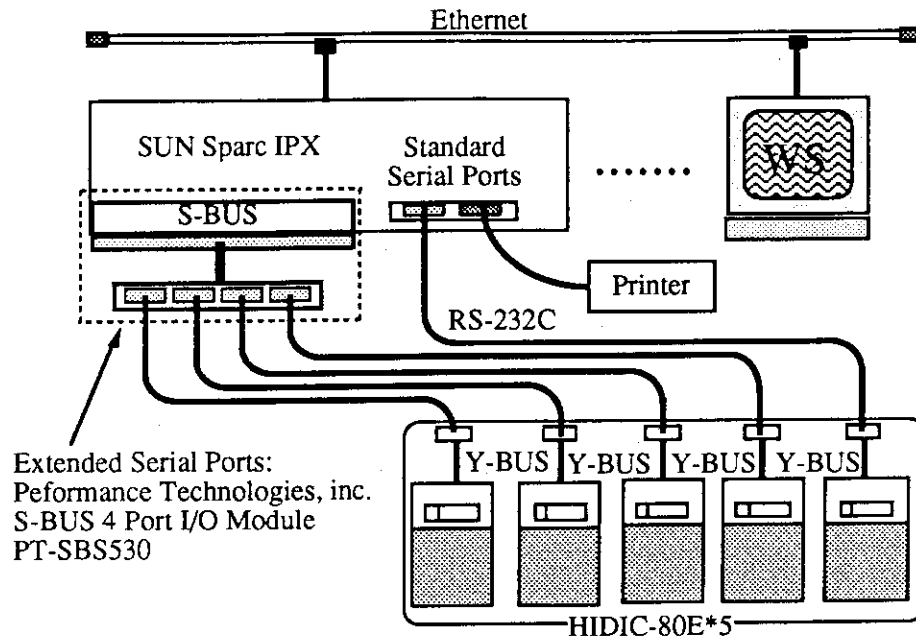 Ethernet
SUN Sparc IPX
Standard
Serial Ports
.......
WS
S-BUS
Printer
RS-232C
Extended Serial Ports:
Peformance Technologies, inc.
S-BUS 4 Port I/O Module
PT-SBS530
Y-BUS Y-BUS Y-BUS Y-BUS
HIDIC-80E*5